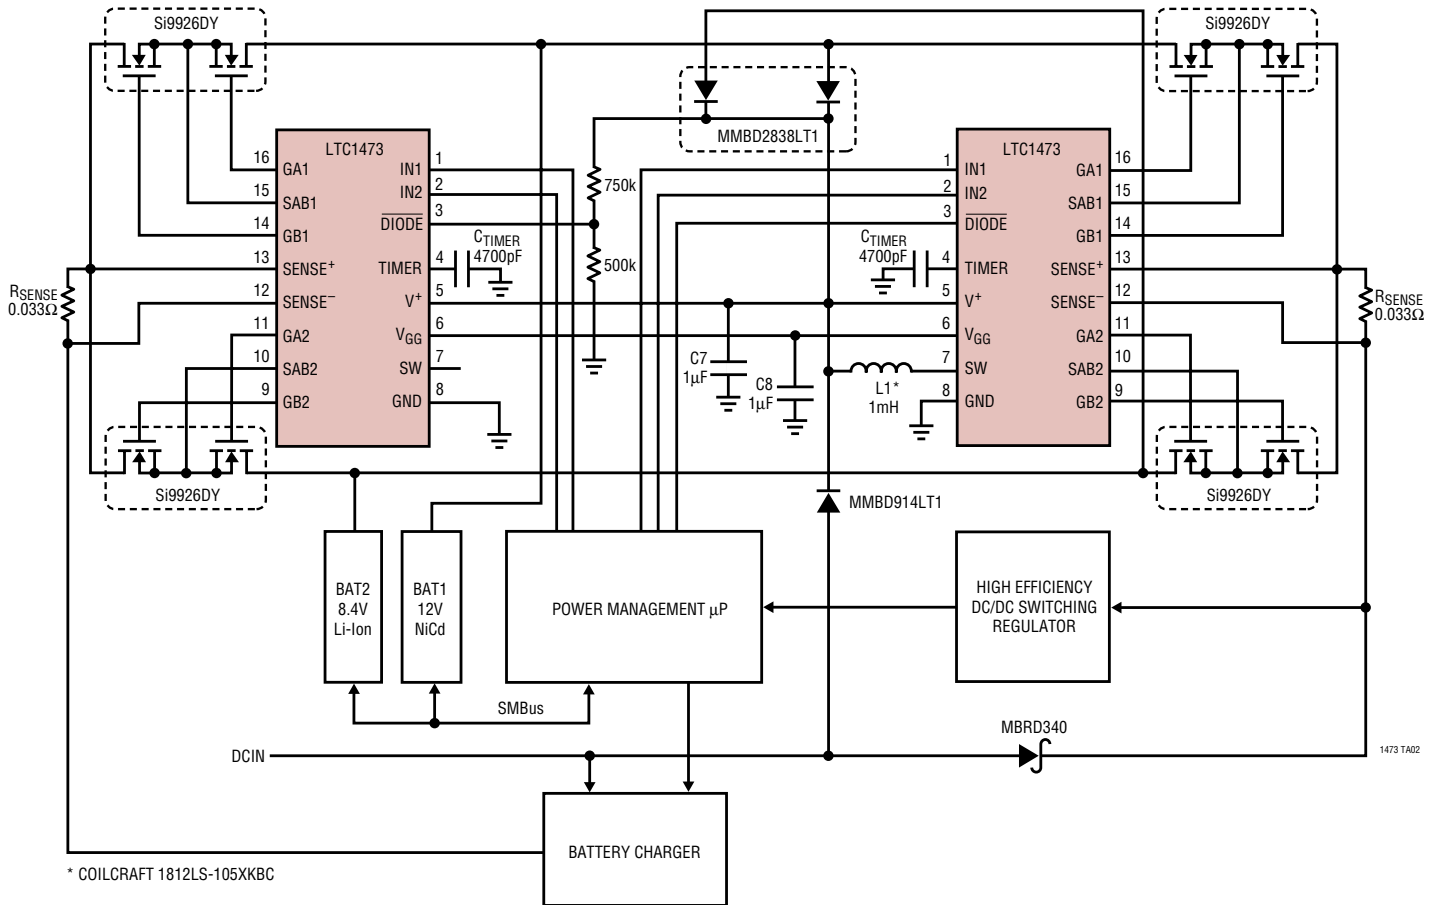 Si9926DY
Si9926DY
MMBD2838LT1
LTC1473
16
GA1
15
SAB1
14
GB1
13
SENSE+
12
SENSE−
11
GA2
10
SAB2
9
GB2
1
IN1
2
IN2
3
DIODE
4
TIMER
5
V+
6
VGG
7
SW
8
GND
RSENSE
0.033Ω
CTIMER
4700pF
750k
500k
C7
1µF
C8
1µF
L1*
1mH
CTIMER
4700pF
LTC1473
1
IN1
2
IN2
3
DIODE
4
TIMER
5
V+
6
VGG
7
SW
8
GND
16
GA1
15
SAB1
14
GB1
13
SENSE+
12
SENSE−
11
GA2
10
SAB2
9
GB2
RSENSE
0.033Ω
Si9926DY
Si9926DY
MMBD914LT1
BAT2
8.4V
Li-Ion
BAT1
12V
NiCd
POWER MANAGEMENT µP
HIGH EFFICIENCY
DC/DC SWITCHING
REGULATOR
SMBus
DCIN
MBRD340
1473 TA02
BATTERY CHARGER
* COILCRAFT 1812LS-105XKBC